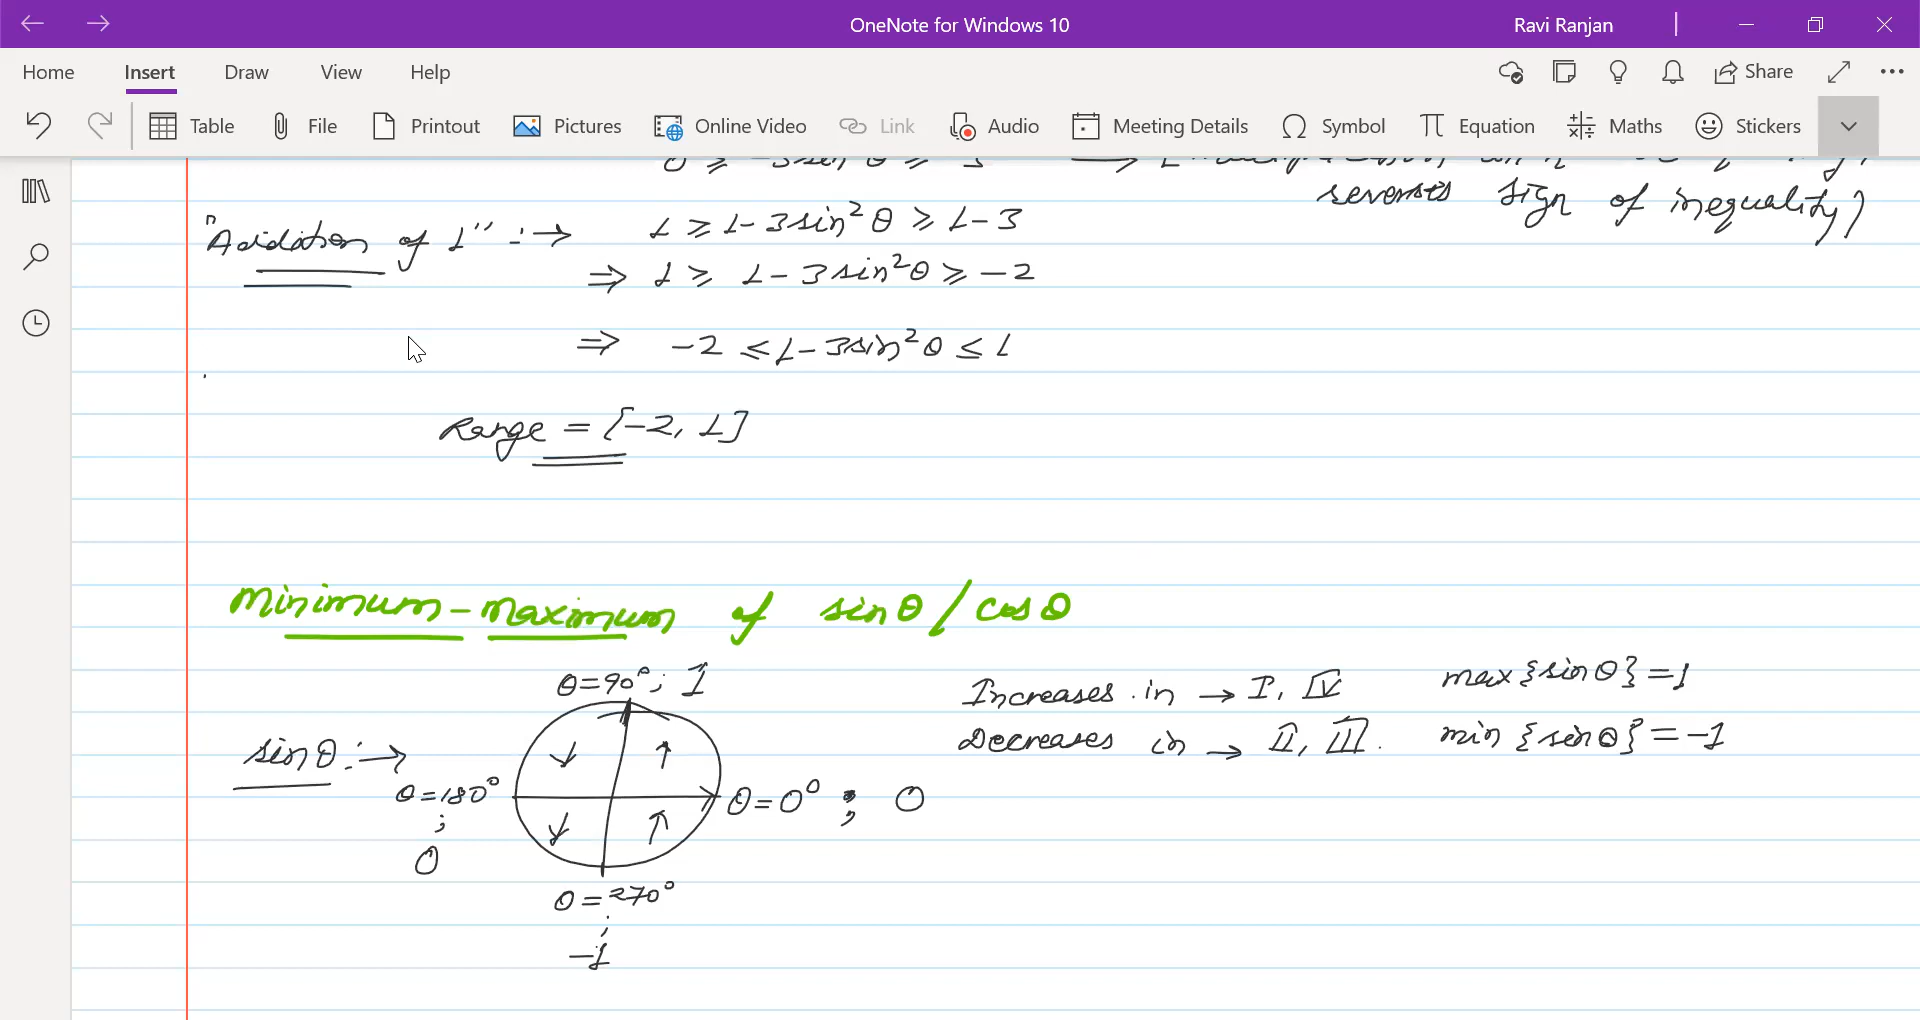 OneNote for Windows 10
Ravi Ranjan
Home Insert Draw View Help
Share
Table File Printout Pictures Online Video Link Audio Meeting Details Symbol Equation Maths Stickers
reverses sign of inequality)
"Addition of 1" :→ 1 ≥ 1-3sin²θ ≥ 1-3
⇒ 1 ≥ 1-3sin²θ ≥ -2
⇒ -2 ≤ 1-3sin²θ ≤ 1
Range = [-2, 1]
Minimum-Maximum of sinθ/cosθ
θ=90°; 1
Increases in → I, IV max{sinθ}=1
Decreases in → II, III. min{sinθ}=-1
sinθ :→
θ=180° ; 0
θ=0° ; 0
θ=270°
;
-1